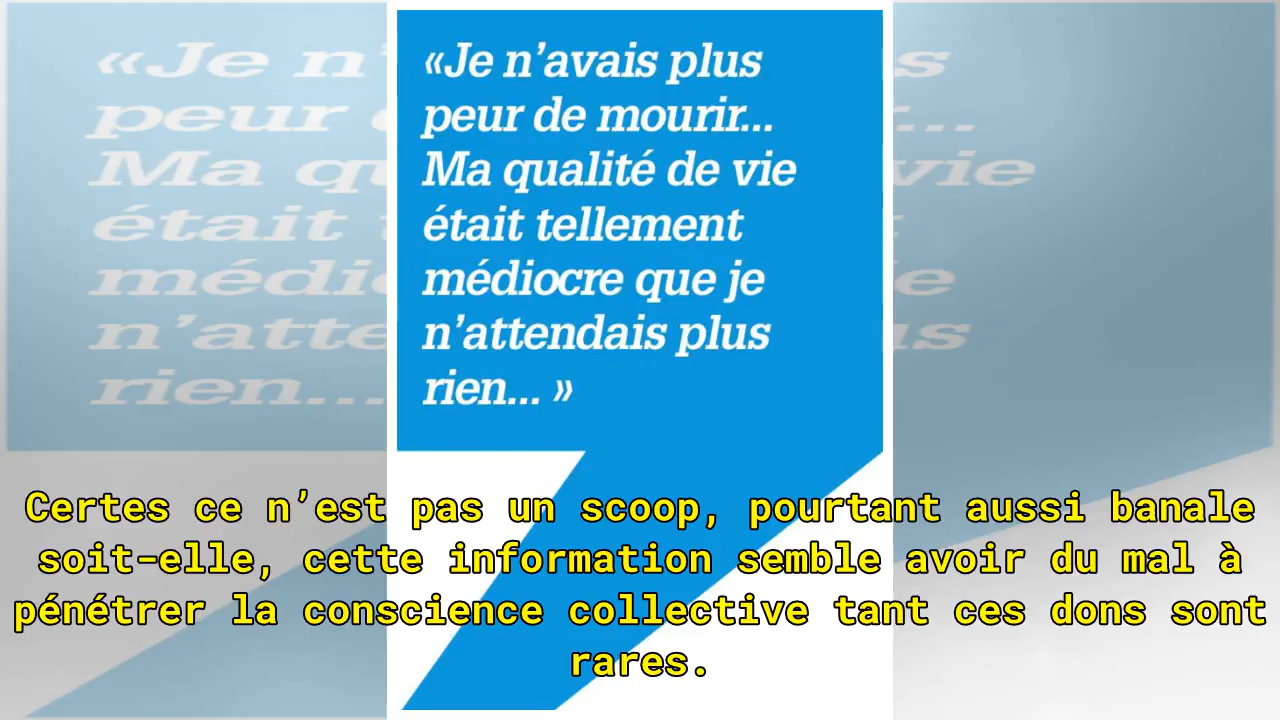 «Je n’avais plus
peur de mourir...
Ma qualité de vie
était tellement
médiocre que je
n’attendais plus
rien... »
Certes ce n’est pas un scoop, pourtant aussi banale
soit-elle, cette information semble avoir du mal à
pénétrer la conscience collective tant ces dons sont
rares.